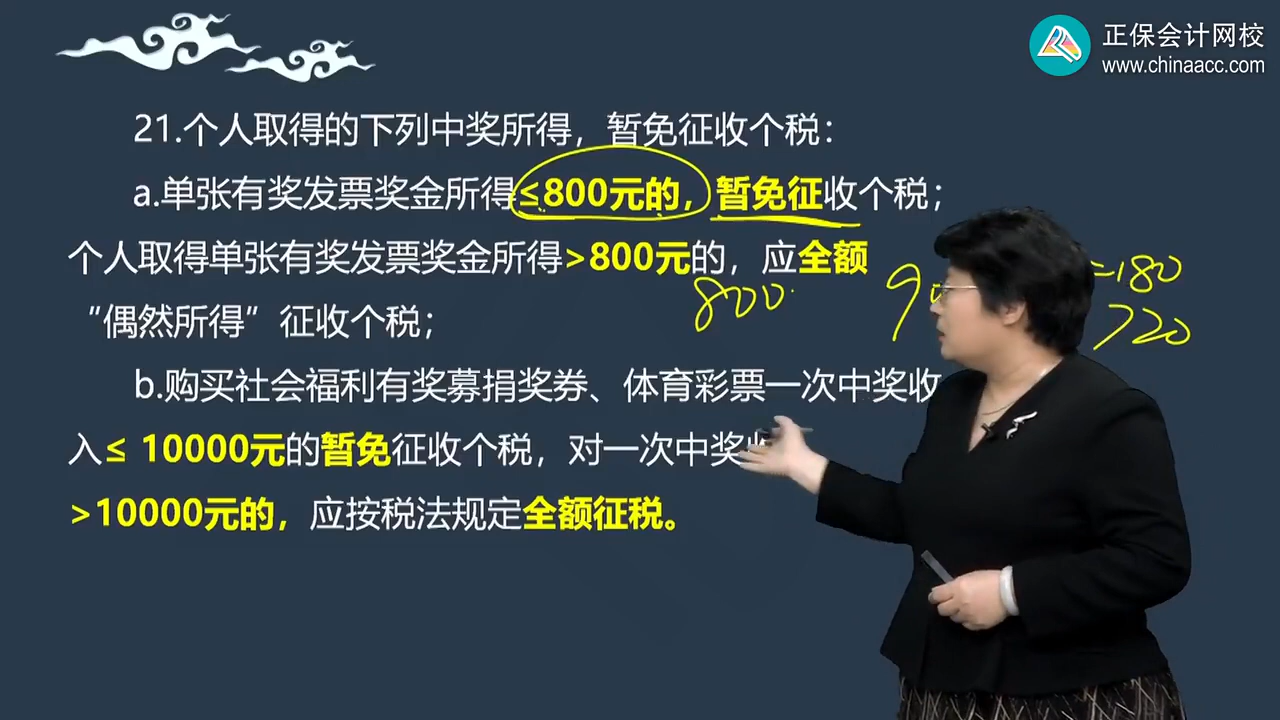 正保会计网校
www.chinaacc.com
21.个人取得的下列中奖所得，暂免征收个税：
a.单张有奖发票奖金所得≤800元的，暂免征收个税；
个人取得单张有奖发票奖金所得>800元的，应全额
800
=180
720
“偶然所得”征收个税；
b.购买社会福利有奖募捐奖券、体育彩票一次中奖收
入≤ 10000元的暂免征收个税，对一次中奖
>10000元的，应按税法规定全额征税。